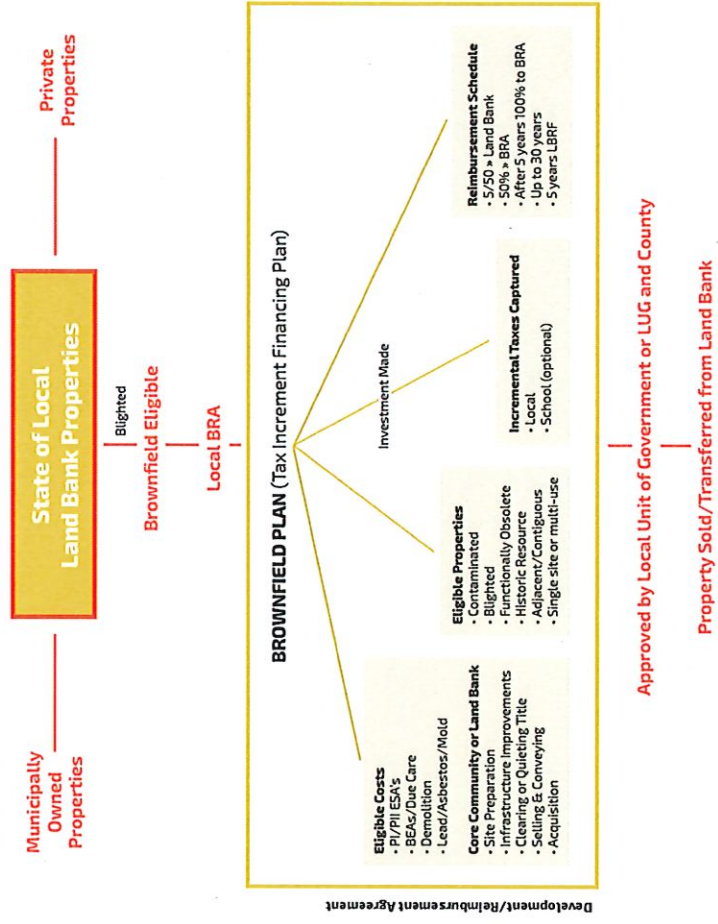 Municipally
Owned
Properties
State of Local
Land Bank Properties
Private
Properties
Blighted
Brownfield Eligible
Local BRA
BROWNFIELD PLAN (Tax Increment Financing Plan)
Investment Made
Eligible Costs
• PI/PII ESA's
• BEAs/Due Care
• Demolition
• Lead/Asbestos/Mold
Core Community or Land Bank
• Site Preparation
• Infrastructure Improvements
• Clearing or Quieting Title
• Selling & Conveying
• Acquisition
Eligible Properties
• Contaminated
• Blighted
• Functionally Obsolete
• Historic Resource
• Adjacent/Contiguous
• Single site or multi-use
Incremental Taxes Captured
• Local
• School (optional)
Reimbursement Schedule
• 5/50 » Land Bank
• 50% » BRA
• After 5 years 100% to BRA
• Up to 30 years
• 5 years LBRF
Development/Reimbursement Agreement
Approved by Local Unit of Government or LUG and County
Property Sold/Transferred from Land Bank